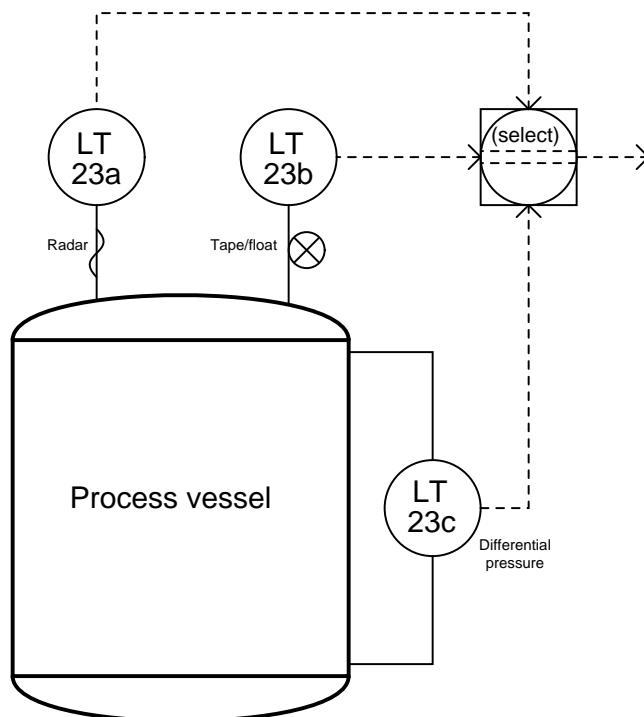 LT
23a
LT
23b
(select)
Radar
Tape/float
Process vessel
LT
23c
Differential
pressure